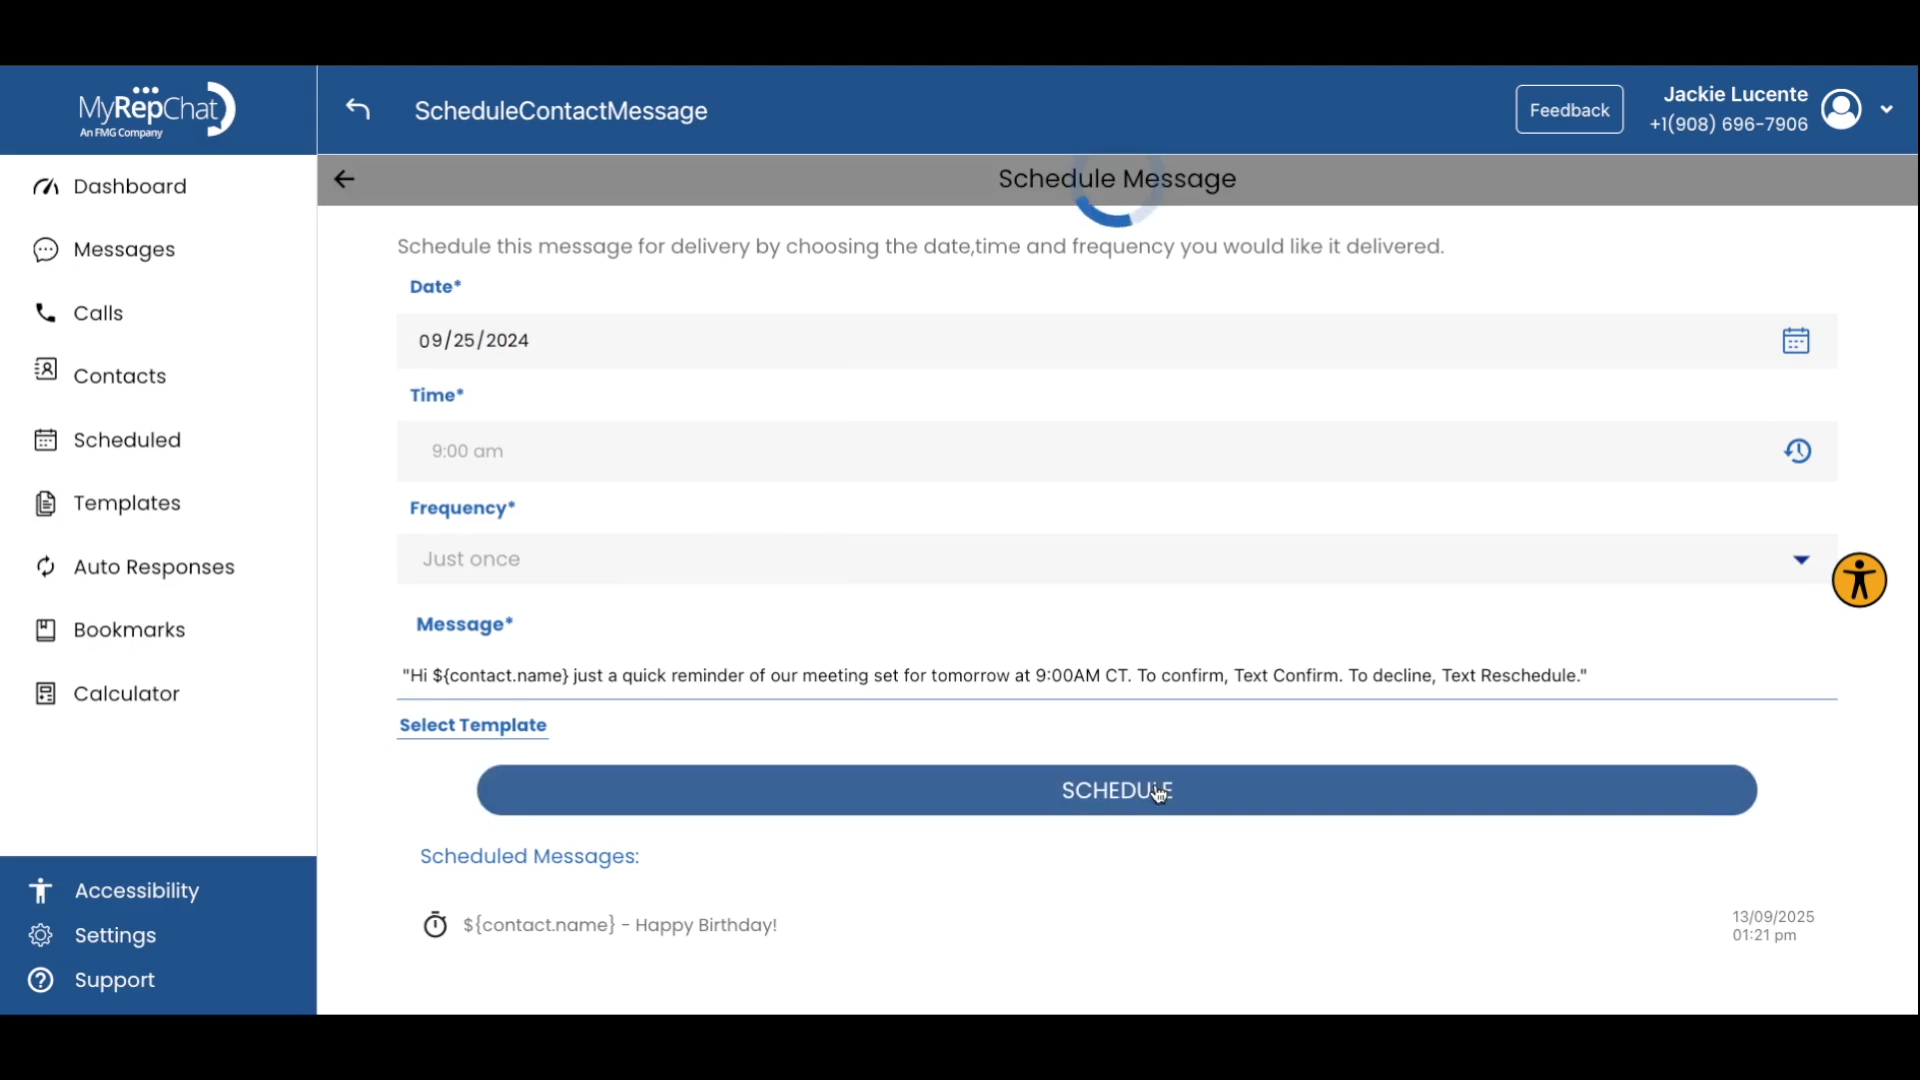 MyRepChat
An FMG Company
ScheduleContactMessage
Feedback
Jackie Lucente
+1(908) 696-7906
Dashboard
Messages
Calls
Contacts
Scheduled
Templates
Auto Responses
Bookmarks
Calculator
Accessibility
Settings
Support
Schedule Message
Schedule this message for delivery by choosing the date,time and frequency you would like it delivered.
Date*
09/25/2024
Time*
9:00 am
Frequency*
Just once
Message*
"Hi ${contact.name} just a quick reminder of our meeting set for tomorrow at 9:00AM CT. To confirm, Text Confirm. To decline, Text Reschedule."
Select Template
SCHEDULE
Scheduled Messages:
${contact.name} - Happy Birthday!
13/09/2025
01:21 pm